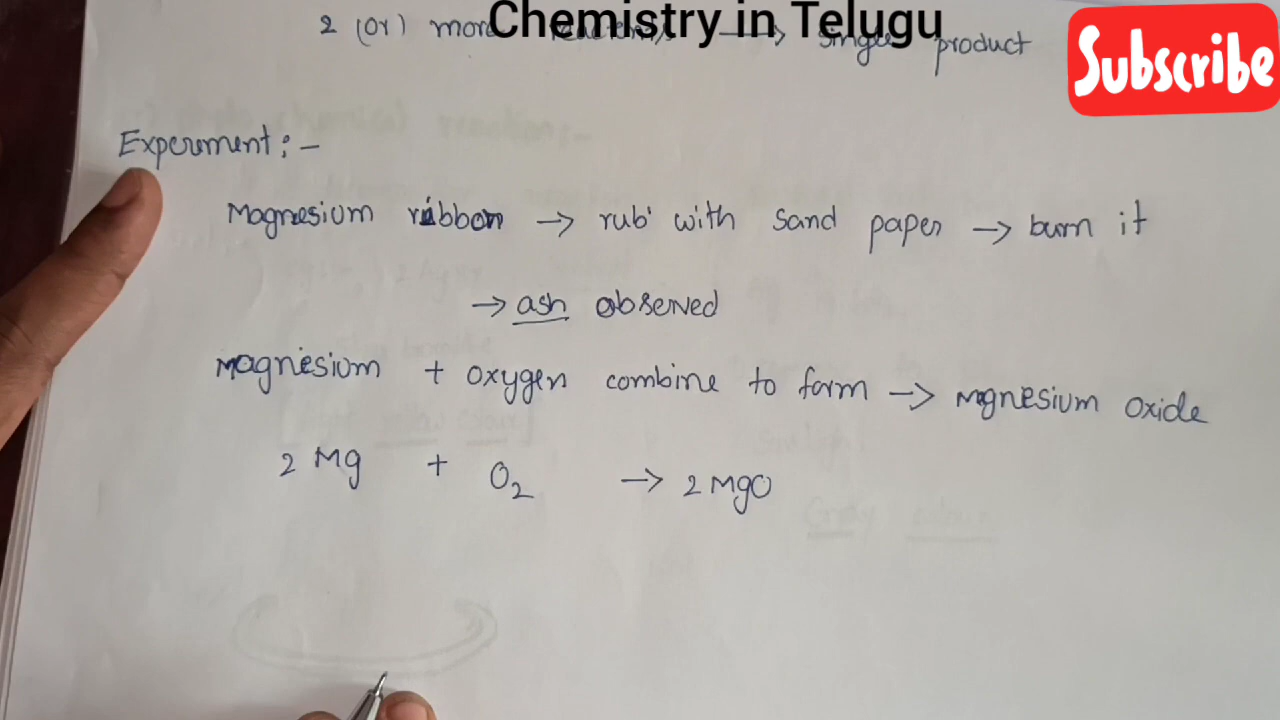 Chemistry in Telugu
Subscribe
2 (or) more reactents → single product
Experiment :-
Magnesium ribbon → rub with sand paper → burn it
→ ash observed
Magnesium + oxygen combine to form → Magnesium oxide
2 Mg + O₂ → 2 MgO